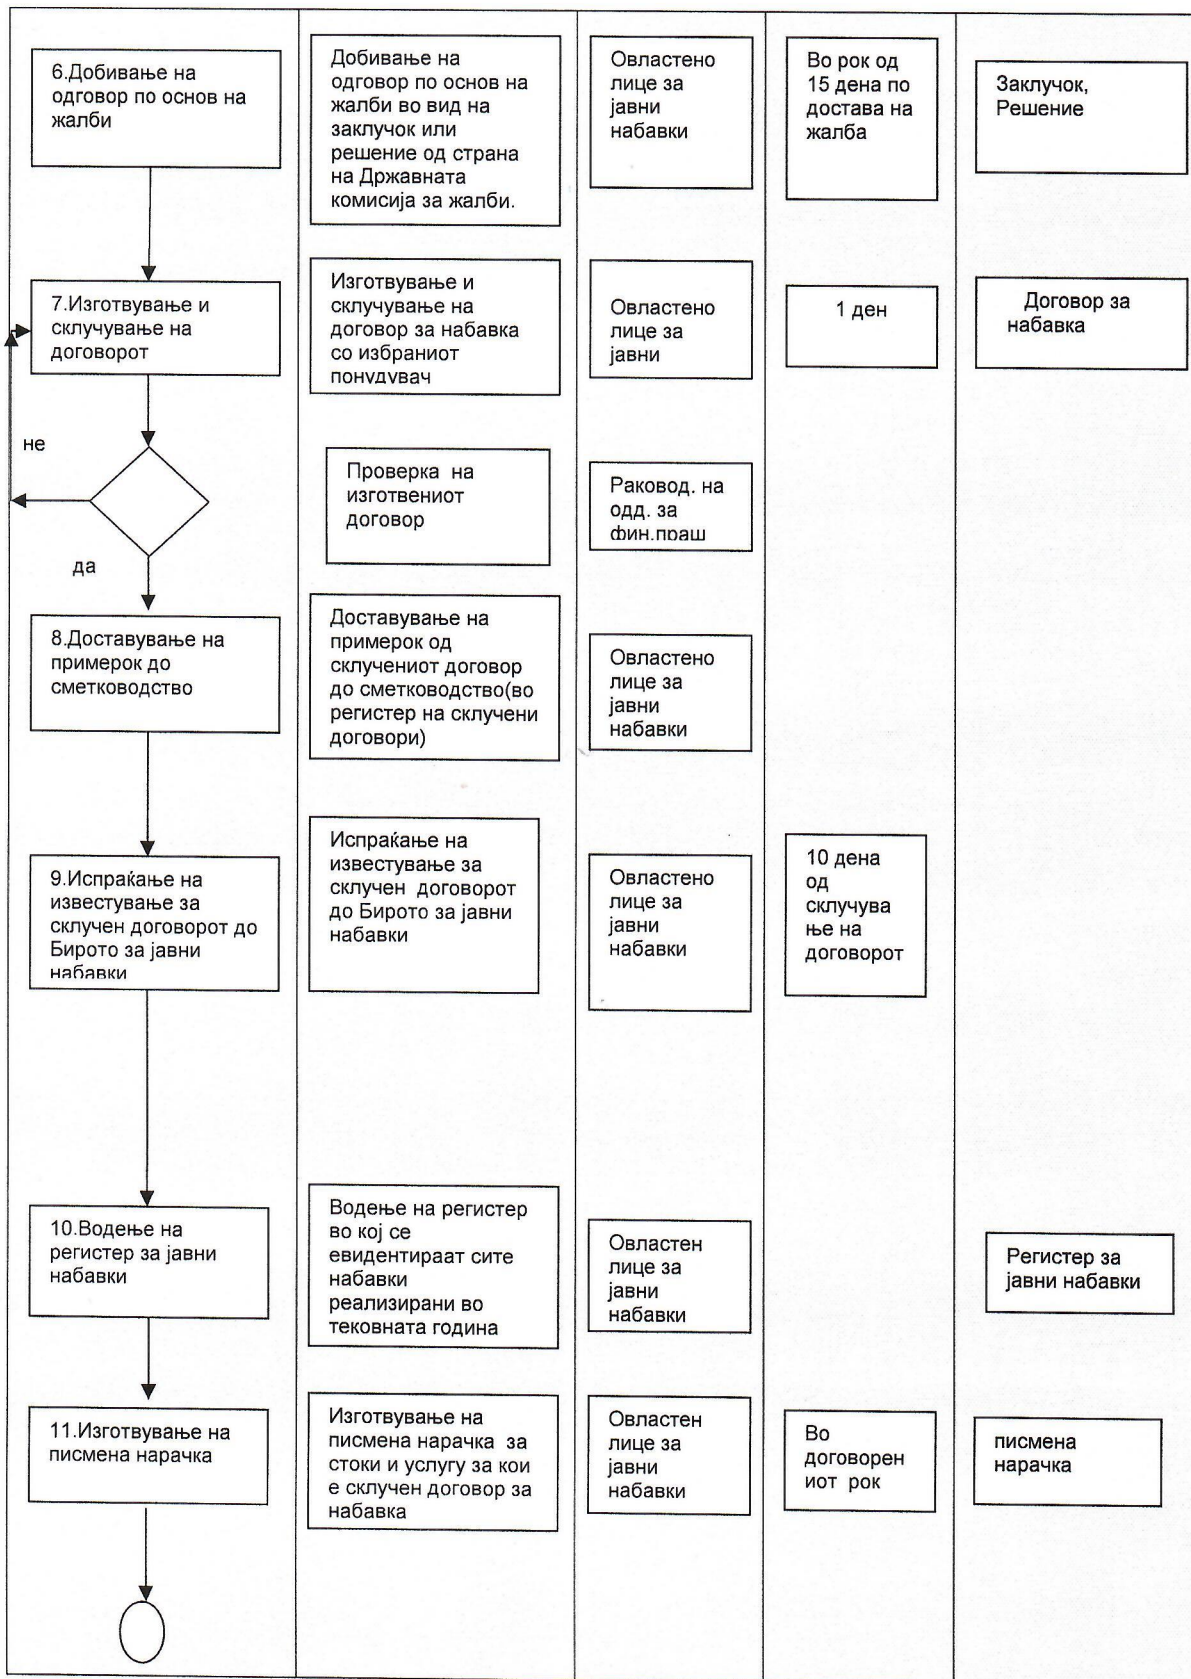 6.Добивање на
одговор по основ на
жалби
Добивање на
одговор по основ на
жалби во вид на
заклучок или
решение од страна
на Државната
комисија за жалби.
Овластено
лице за
јавни
набавки
Во рок од
15 дена по
достава на
жалба
Заклучок,
Решение
7.Изготвување и
склучување на
договорот
Изготвување и
склучување на
договор за набавка
со избраниот
понудувач
Овластено
лице за
јавни
1 ден
Договор за
набавка
не
Проверка на
изготвениот
договор
Раковод. на
одд. за
фин.праш
да
8.Доставување на
примерок до
сметководство
Доставување на
примерок од
склучениот договор
до сметководство(во
регистер на склучени
договори)
Овластено
лице за
јавни
набавки
9.Испраќање на
известување за
склучен договорот до
Бирото за јавни
набавки
Испраќање на
известување за
склучен договорот
до Бирото за јавни
набавки
Овластено
лице за
јавни
набавки
10 дена
од
склучува
ње на
договорот
10.Водење на
регистер за јавни
набавки
Водење на регистер
во кој се
евидентираат сите
набавки
реализирани во
тековната година
Овластен
лице за
јавни
набавки
Регистер за
јавни набавки
11.Изготвување на
писмена нарачка
Изготвување на
писмена нарачка за
стоки и услугу за кои
е склучен договор за
набавка
Овластен
лице за
јавни
набавки
Во
договорен
иот рок
писмена
нарачка